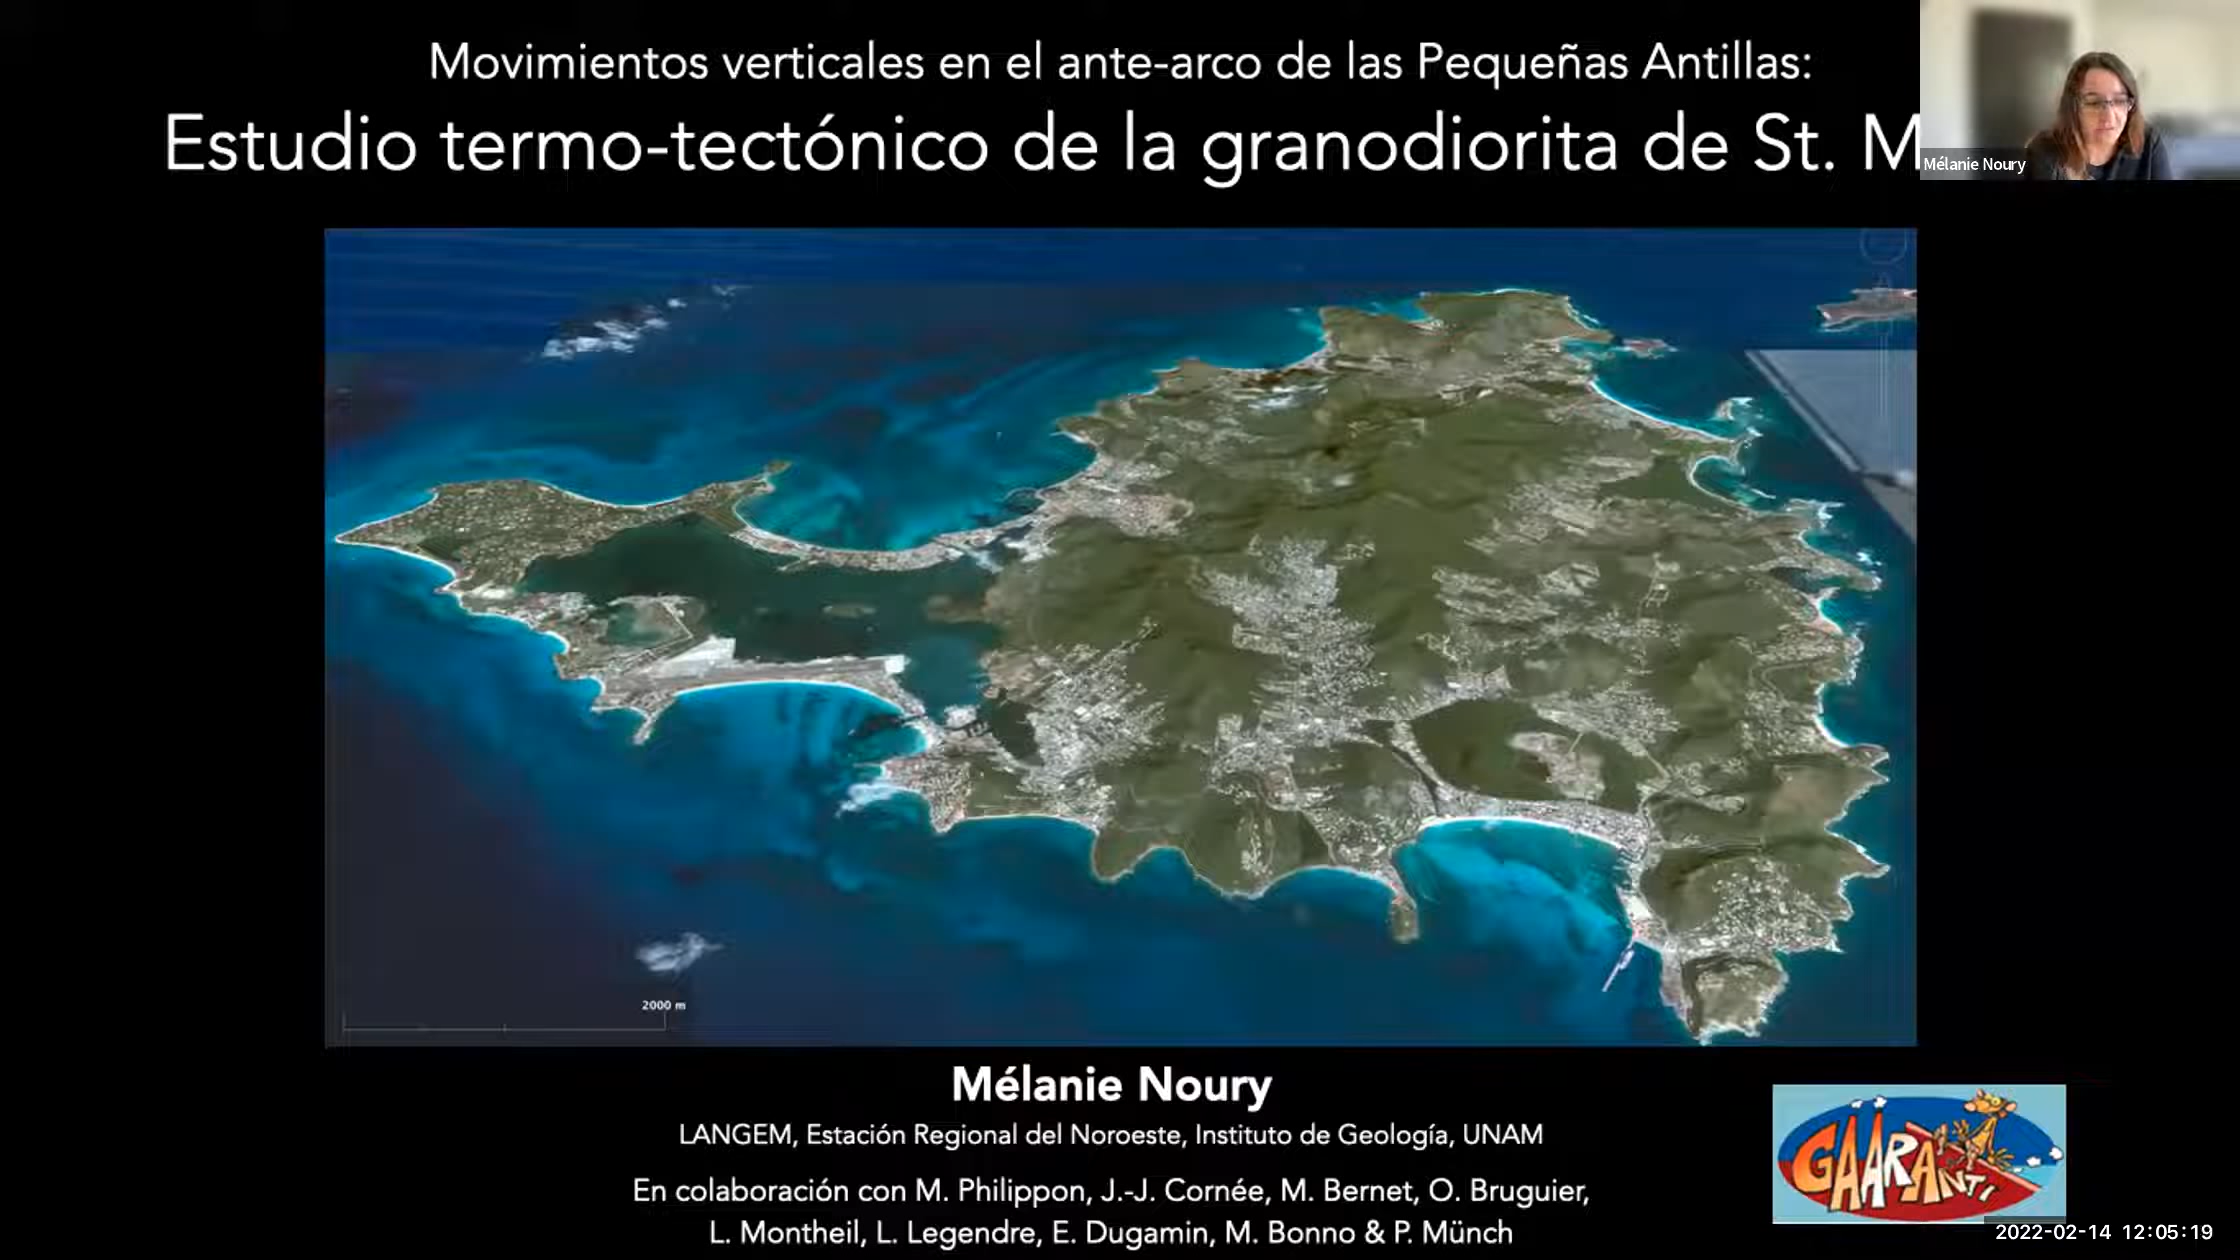 Movimientos verticales en el ante-arco de las Pequeñas Antillas:
Estudio termo-tectónico de la granodiorita de St. M
Mélanie Noury
2000 m
Mélanie Noury
LANGEM, Estación Regional del Noroeste, Instituto de Geología, UNAM
En colaboración con M. Philippon, J.-J. Cornée, M. Bernet, O. Bruguier,
L. Montheil, L. Legendre, E. Dugamin, M. Bonno & P. Münch
GAARANTI
2022-02-14 12:05:19